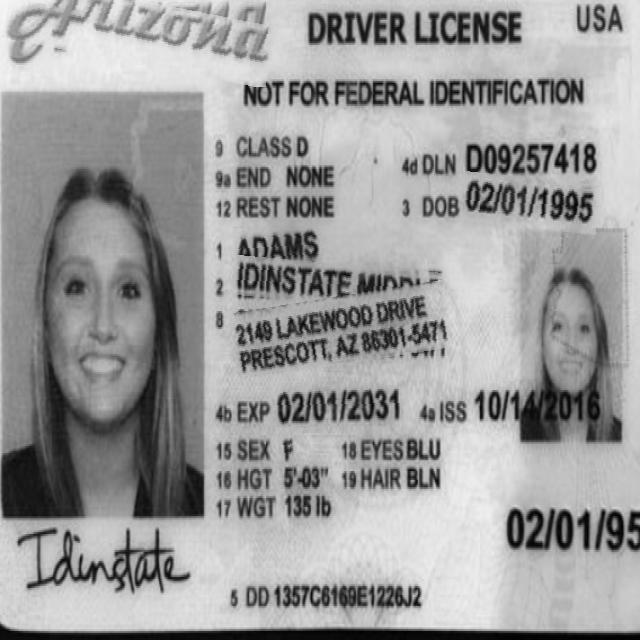 Arizona DRIVER LICENSE USA
NOT FOR FEDERAL IDENTIFICATION
9 CLASS D
4d DLN D09257418
9a END NONE
12 REST NONE
3 DOB 02/01/1995
1 ADAMS
2 IDINSTATE MIDDLE
8 2149 LAKEWOOD DRIVE
PRESCOTT, AZ 86301-5471
4b EXP 02/01/2031 4a ISS 10/14/2016
15 SEX F 18 EYES BLU
16 HGT 5'-03" 19 HAIR BLN
17 WGT 135 lb
02/01/95
Idinstate
5 DD 1357C6169E1226J2